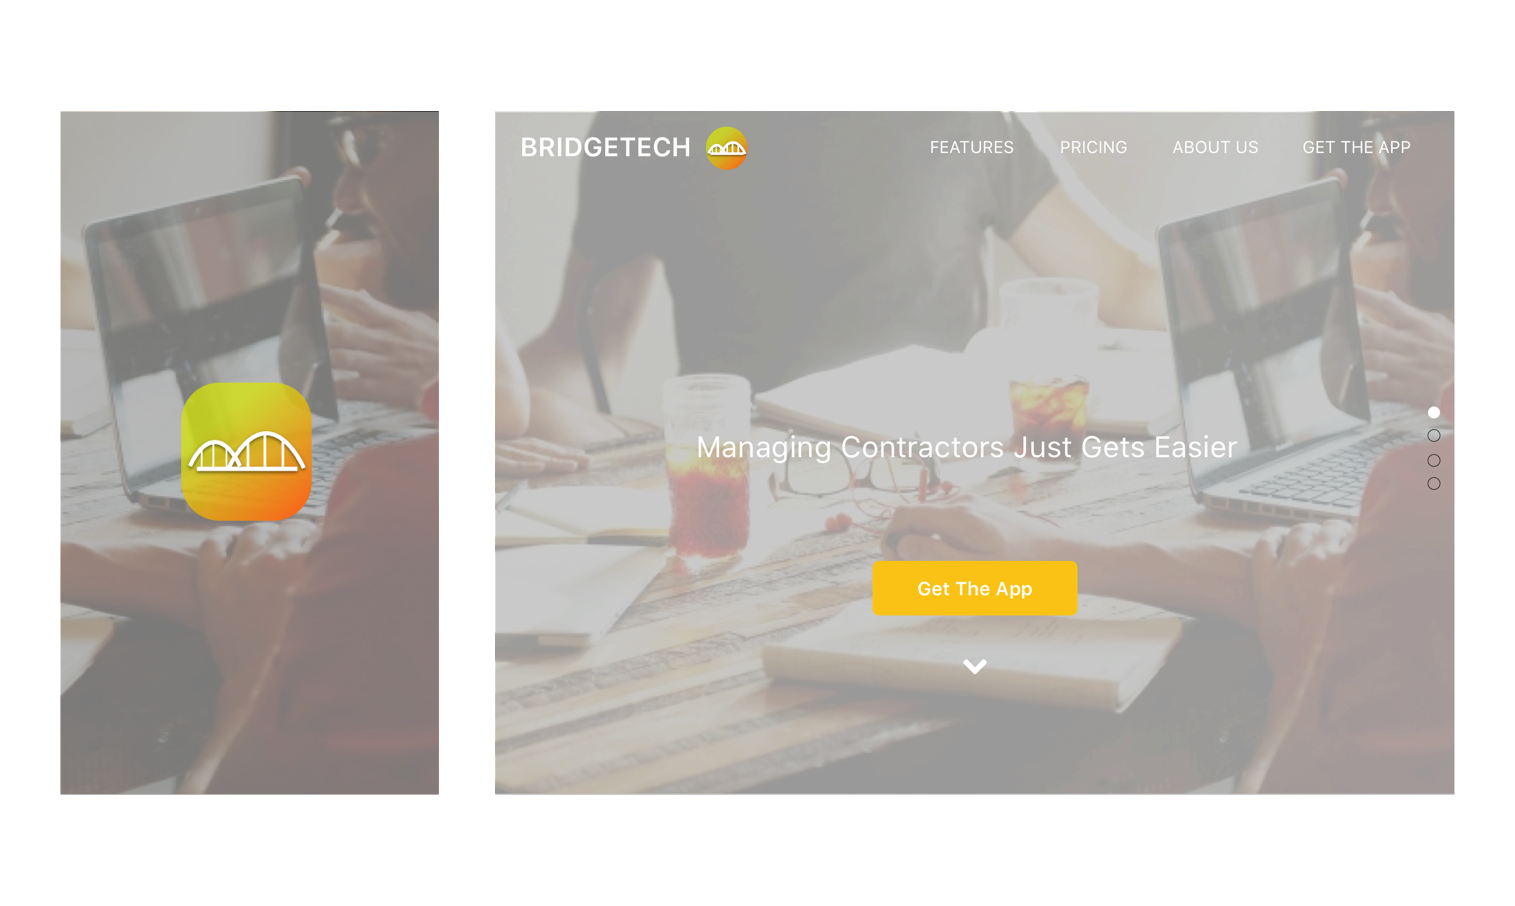 BRIDGETECH
FEATURES
PRICING
ABOUT US
GET THE APP
Managing Contractors Just Gets Easier
Get The App